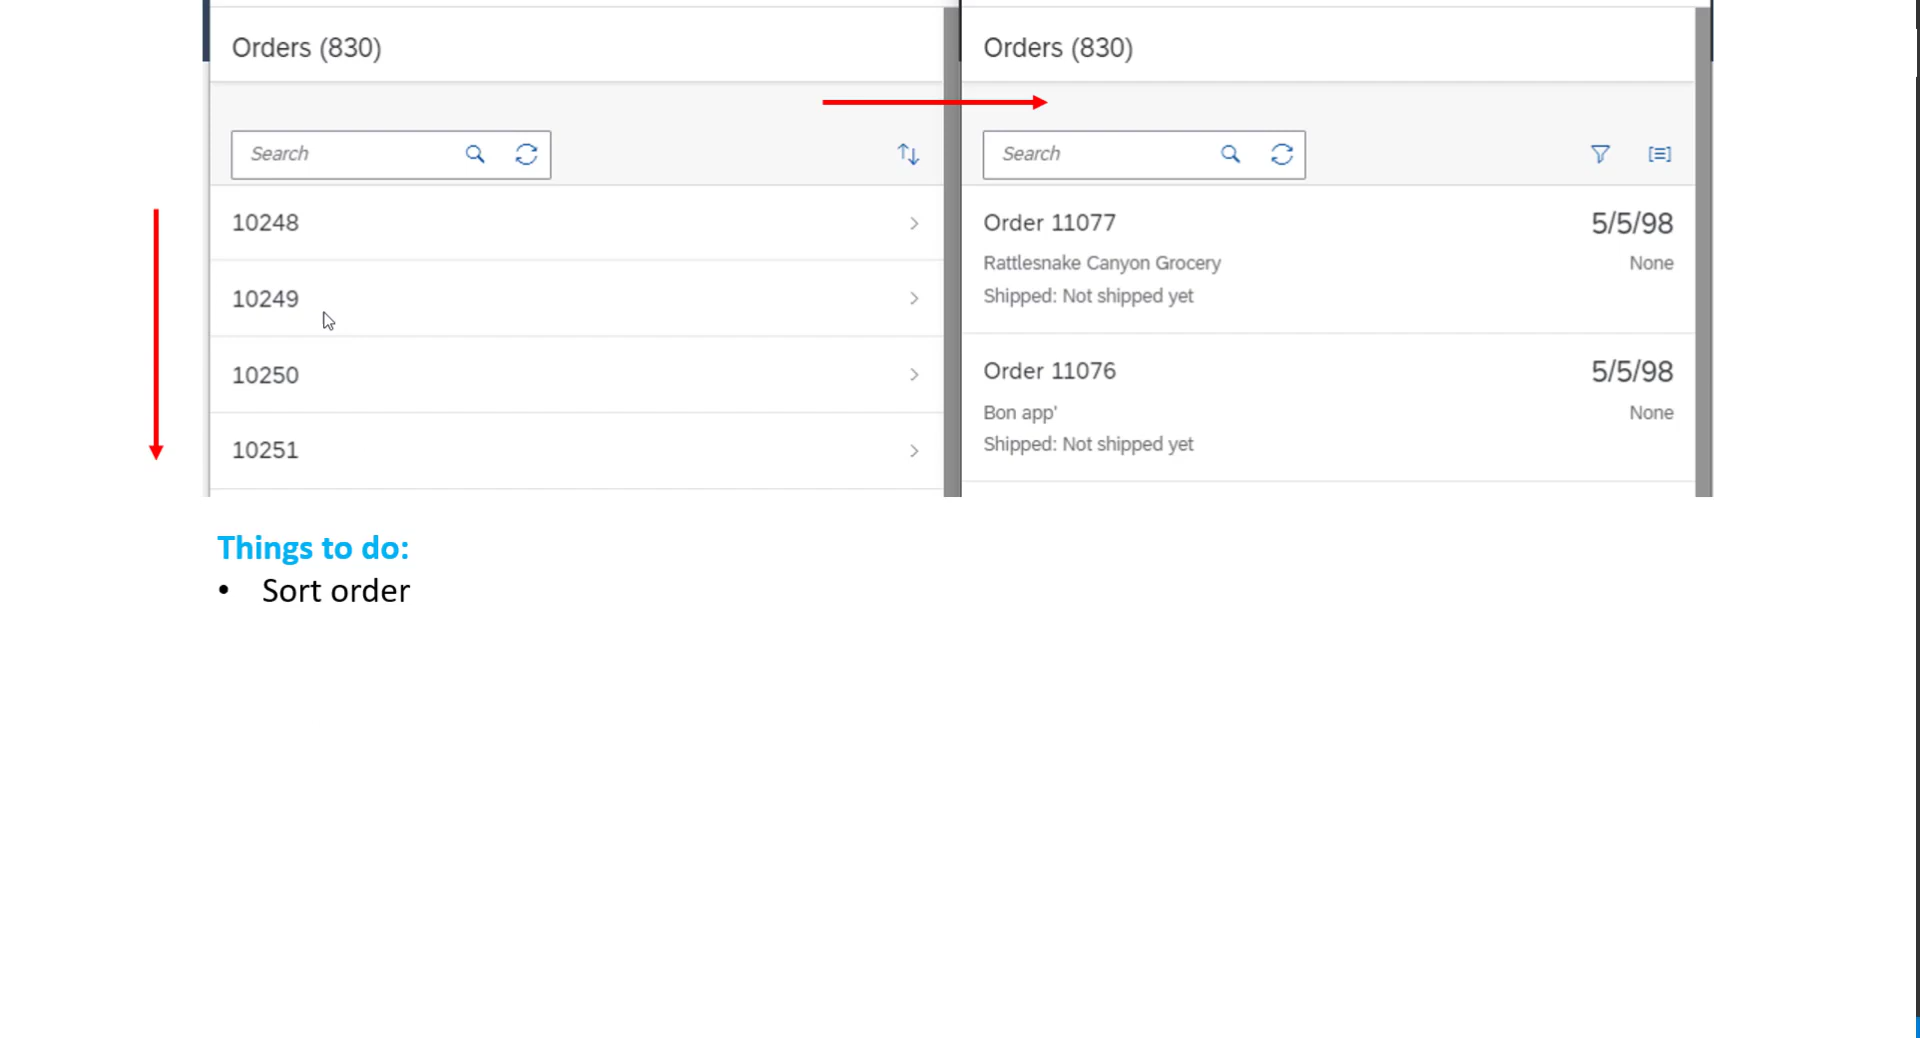 Orders (830)
Search
10248
10249
10250
10251
Orders (830)
Search
Order 11077 5/5/98
Rattlesnake Canyon Grocery None
Shipped: Not shipped yet
Order 11076 5/5/98
Bon app' None
Shipped: Not shipped yet
Things to do:
• Sort order